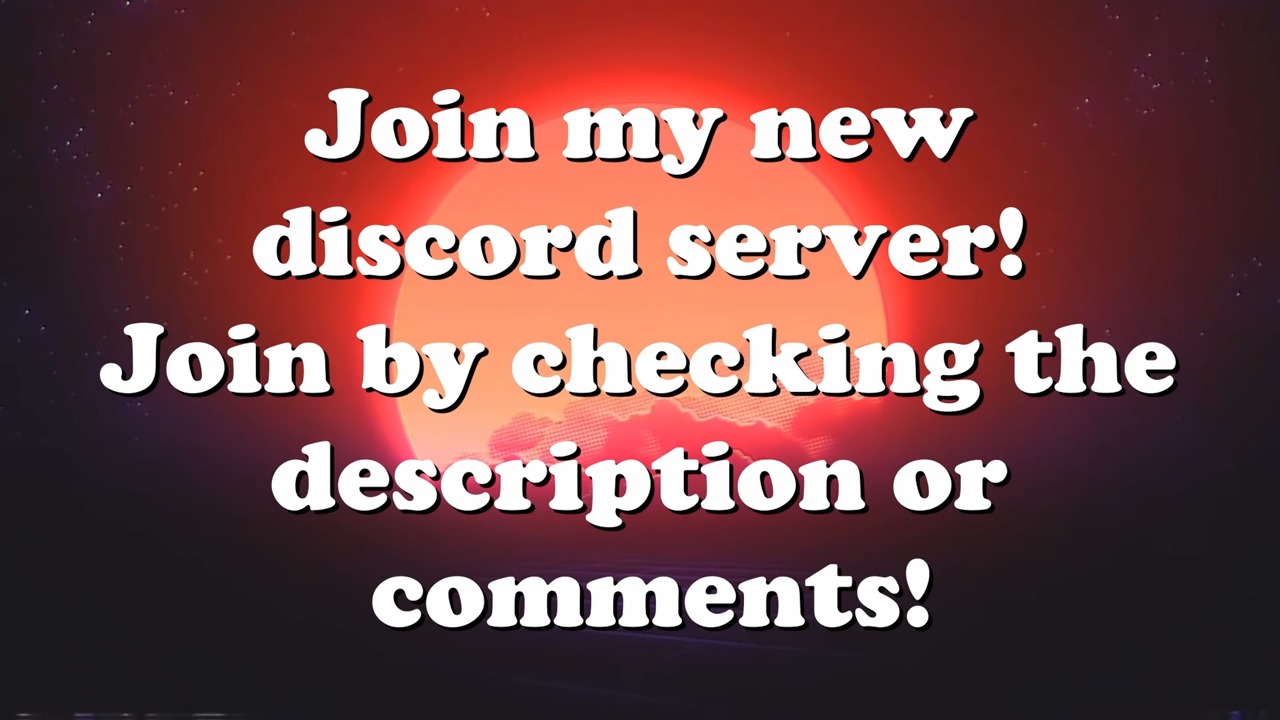 Join my new
discord server!
Join by checking the
description or
comments!